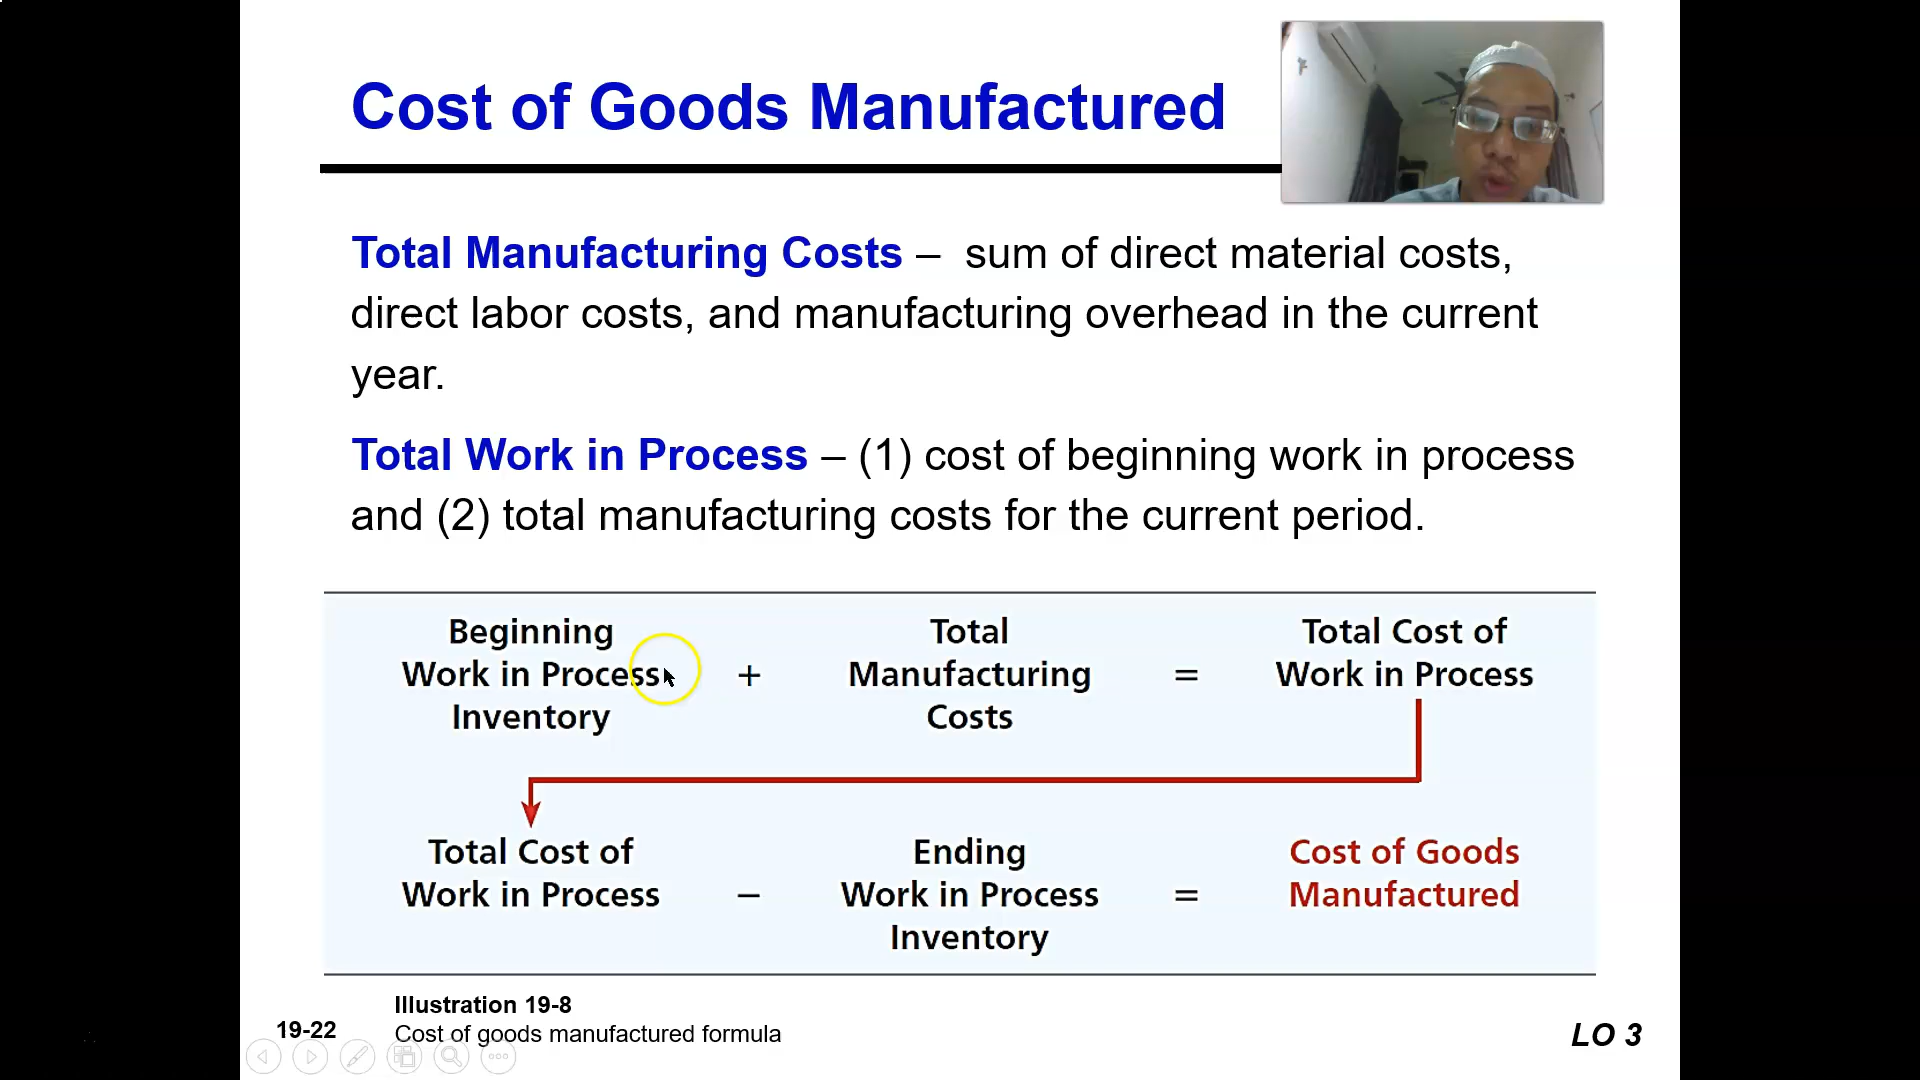 Cost of Goods Manufactured
Total Manufacturing Costs – sum of direct material costs,
direct labor costs, and manufacturing overhead in the current
year.
Total Work in Process – (1) cost of beginning work in process
and (2) total manufacturing costs for the current period.
Beginning
Work in Process
Inventory
+
Total
Manufacturing
Costs
=
Total Cost of
Work in Process
Total Cost of
Work in Process
–
Ending
Work in Process
Inventory
=
Cost of Goods
Manufactured
Illustration 19-8
Cost of goods manufactured formula
19-22
LO 3